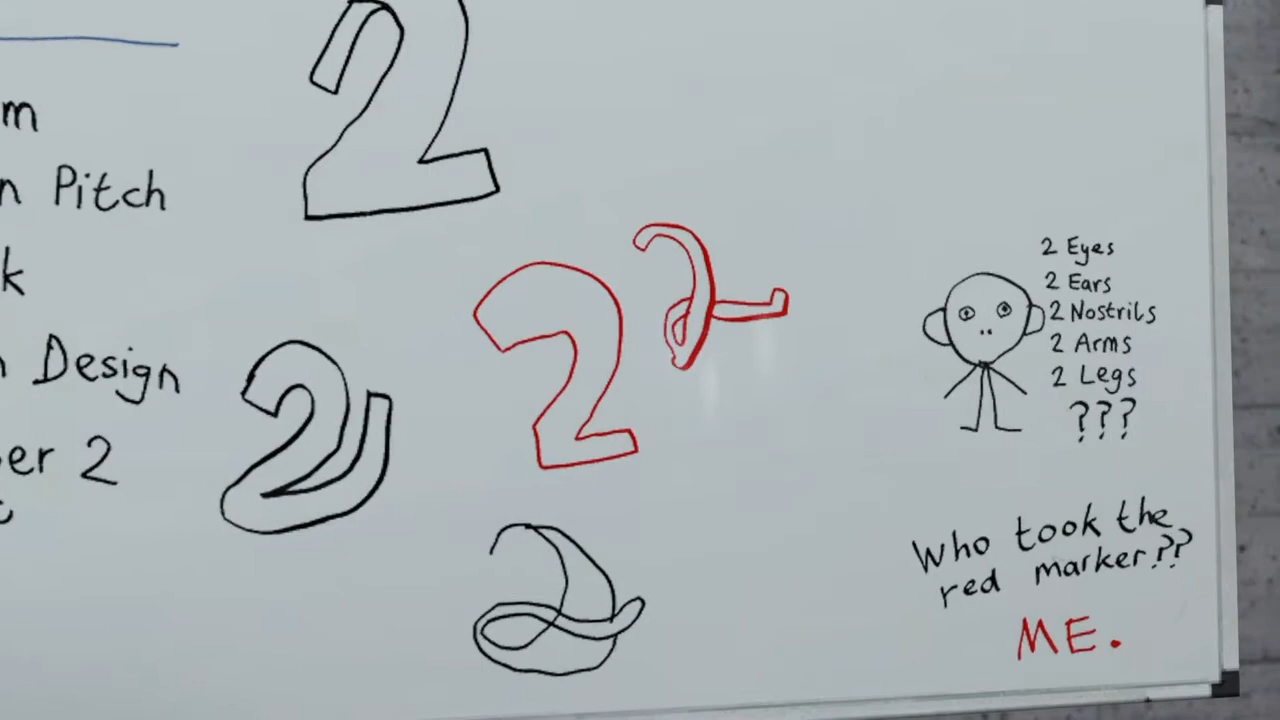 m
n Pitch
k
n Design
er 2
2
2
2
2
2
2 Eyes
2 Ears
2 Nostrils
2 Arms
2 Legs
???
Who took the
red marker??
ME.